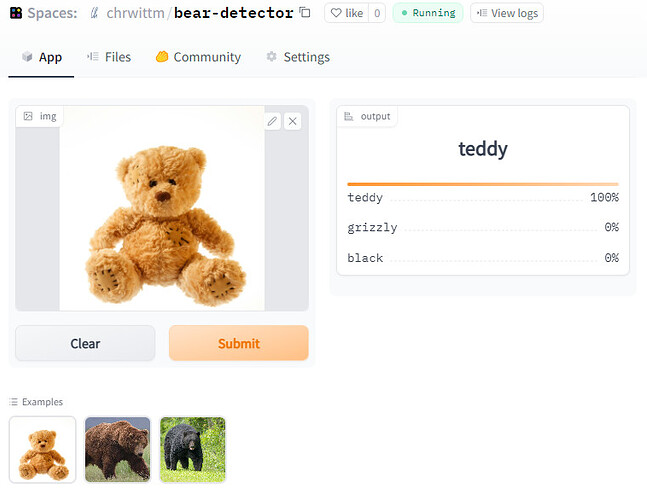 Spaces: chrwittm/bear-detector like 0 Running View logs
App Files Community Settings
img
output
teddy
teddy 100%
grizzly 0%
black 0%
Clear Submit
Examples